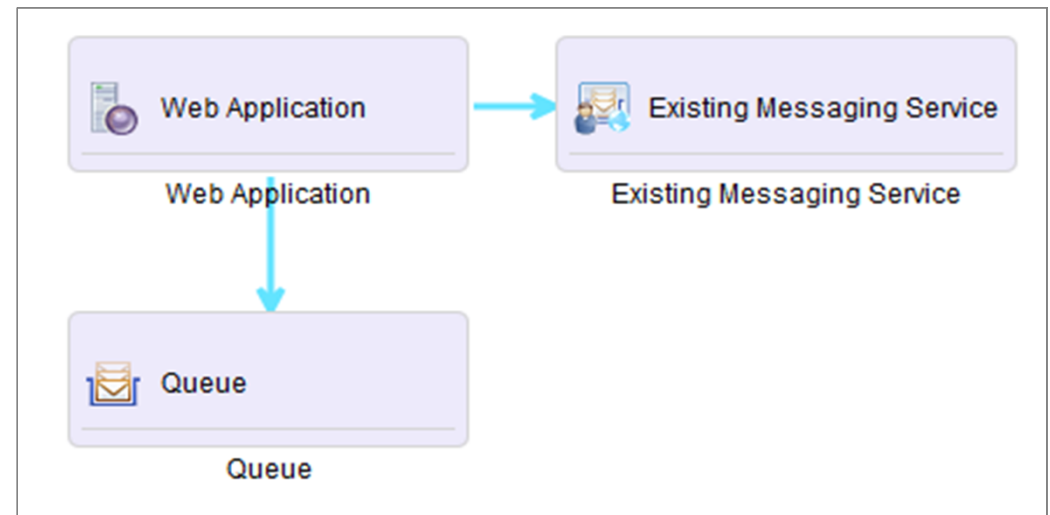 Web Application
Existing Messaging Service
Web Application
Existing Messaging Service
Queue
Queue